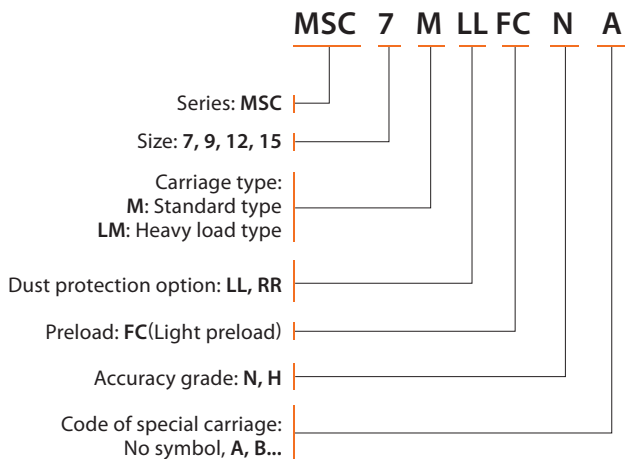 MSC 7 M LL FC N A
Series: MSC
Size: 7, 9, 12, 15
Carriage type:
M: Standard type
LM: Heavy load type
Dust protection option: LL, RR
Preload: FC(Light preload)
Accuracy grade: N, H
Code of special carriage:
No symbol, A, B...